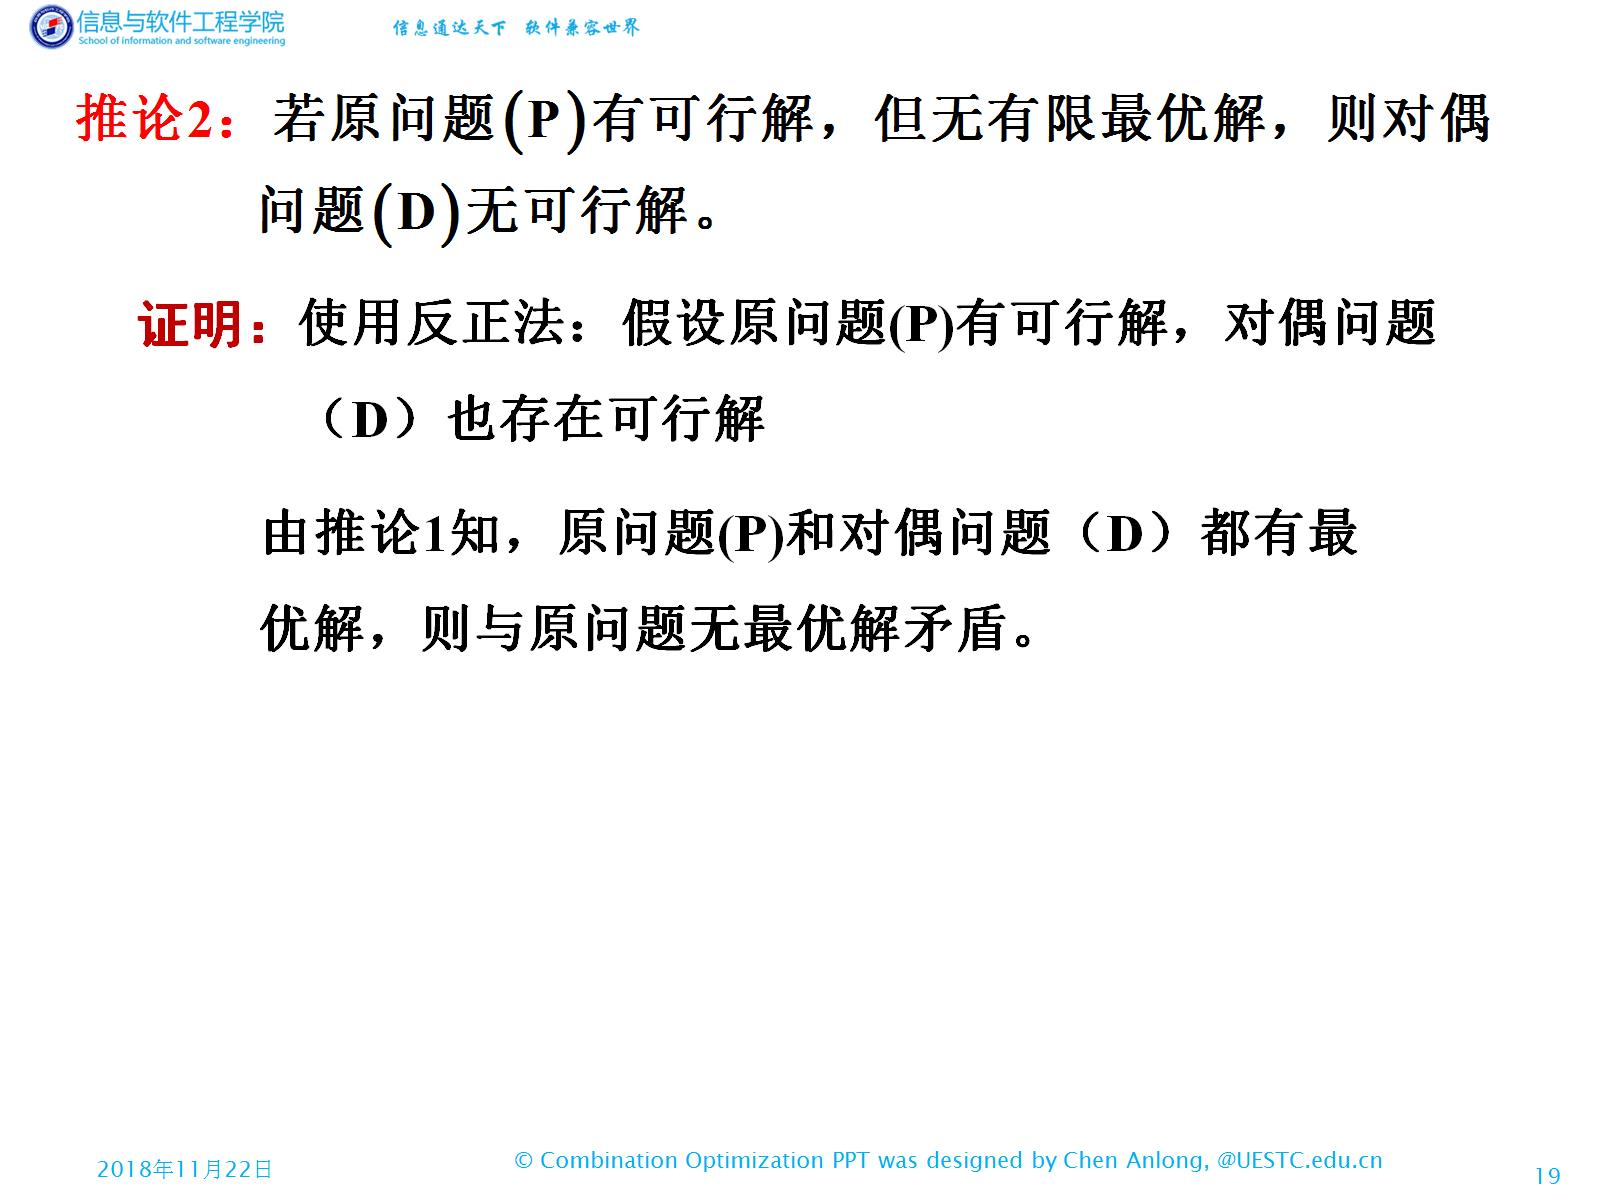 信息与软件工程学院
School of information and software engineering
信息通达天下 软件兼容世界
推论2：若原问题(P)有可行解，但无有限最优解，则对偶
问题(D)无可行解。
证明：使用反正法：假设原问题(P)有可行解，对偶问题
（D）也存在可行解
由推论1知，原问题(P)和对偶问题（D）都有最
优解，则与原问题无最优解矛盾。
2018年11月22日
© Combination Optimization PPT was designed by Chen Anlong, @UESTC.edu.cn
19